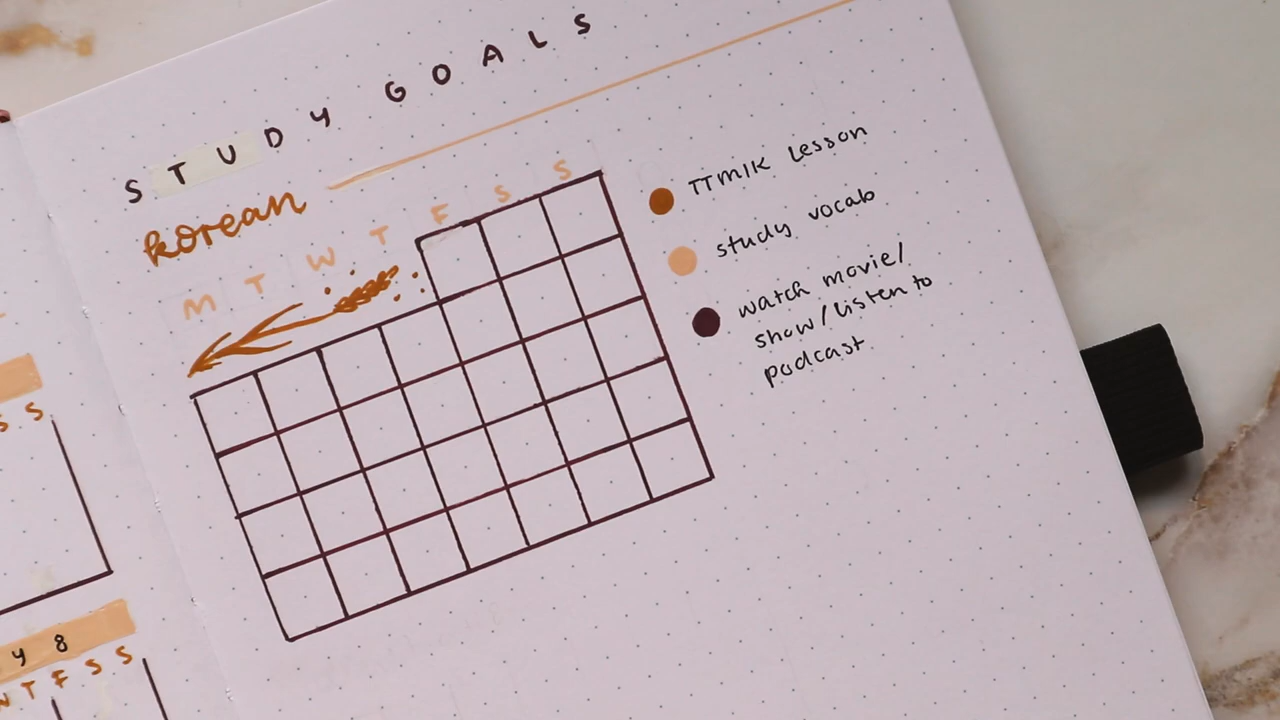 STUDY GOALS
korean
M T W T F S S
TTMIK Lesson
study vocab
watch movie/
show/listen to
podcast
S S
y 8
W T F S S